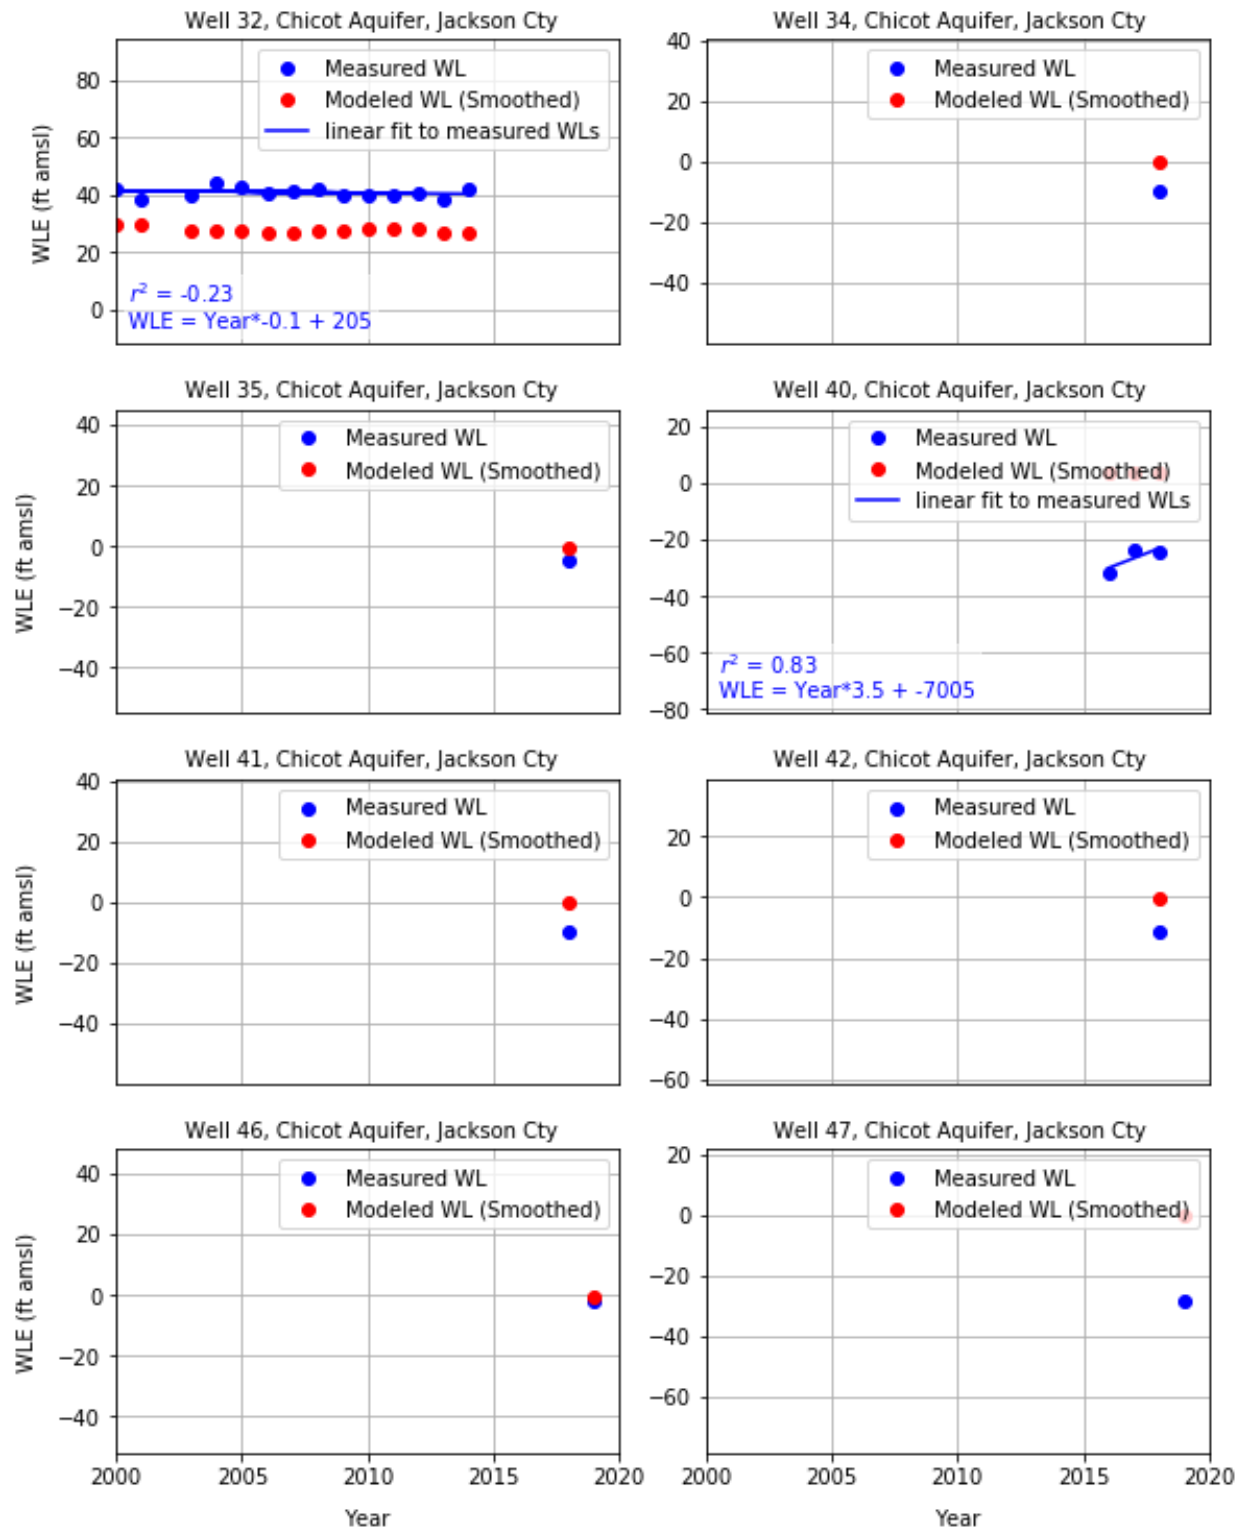 Well 32, Chicot Aquifer, Jackson Cty
WLE (ft amsl)
80
60
40
20
0
Measured WL
Modeled WL (Smoothed)
linear fit to measured WLs
r² = -0.23
WLE = Year*-0.1 + 205
Well 34, Chicot Aquifer, Jackson Cty
40
20
0
−20
−40
Measured WL
Modeled WL (Smoothed)
Well 35, Chicot Aquifer, Jackson Cty
WLE (ft amsl)
40
20
0
−20
−40
Measured WL
Modeled WL (Smoothed)
Well 40, Chicot Aquifer, Jackson Cty
20
0
−20
−40
−60
−80
Measured WL
Modeled WL (Smoothed)
linear fit to measured WLs
r² = 0.83
WLE = Year*3.5 + -7005
Well 41, Chicot Aquifer, Jackson Cty
WLE (ft amsl)
40
20
0
−20
−40
Measured WL
Modeled WL (Smoothed)
Well 42, Chicot Aquifer, Jackson Cty
20
0
−20
−40
−60
Measured WL
Modeled WL (Smoothed)
Well 46, Chicot Aquifer, Jackson Cty
WLE (ft amsl)
40
20
0
−20
−40
Measured WL
Modeled WL (Smoothed)
2000 2005 2010 2015 2020
Year
Well 47, Chicot Aquifer, Jackson Cty
20
0
−20
−40
−60
Measured WL
Modeled WL (Smoothed)
2000 2005 2010 2015 2020
Year